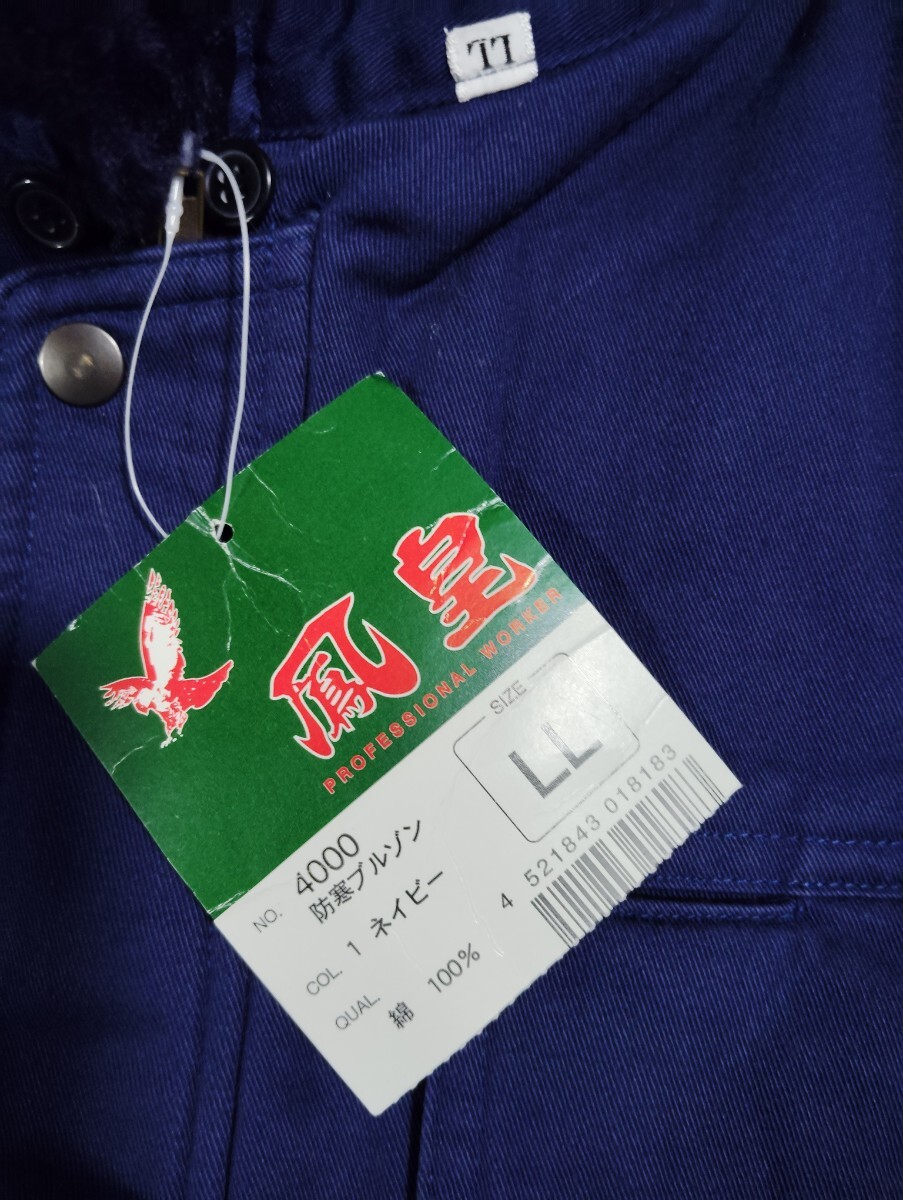 LL
鳳皇
PROFESSIONAL WORKER
SIZE
LL
NO. 4000
防寒ブルゾン
COL. 1 ネイビー
QUAL. 綿 100%
4 521843 018183